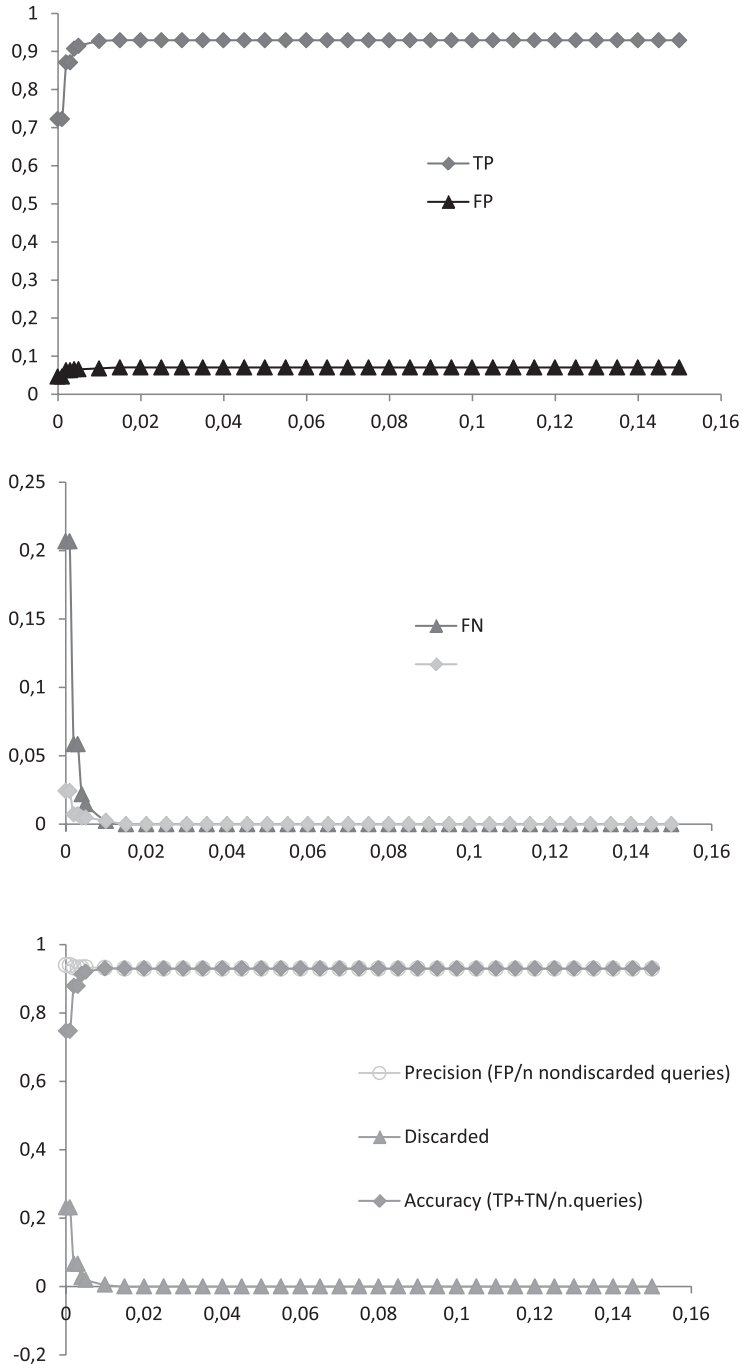 1
0,9
0,8
0,7
0,6
0,5
0,4
0,3
0,2
0,1
0
TP
FP
0 0,02 0,04 0,06 0,08 0,1 0,12 0,14 0,16
0,25
0,2
0,15
0,1
0,05
0
FN
0 0,02 0,04 0,06 0,08 0,1 0,12 0,14 0,16
1
0,8
0,6
0,4
0,2
0
-0,2
Precision (FP/n nondiscarded queries)
Discarded
Accuracy (TP+TN/n.queries)
0 0,02 0,04 0,06 0,08 0,1 0,12 0,14 0,16